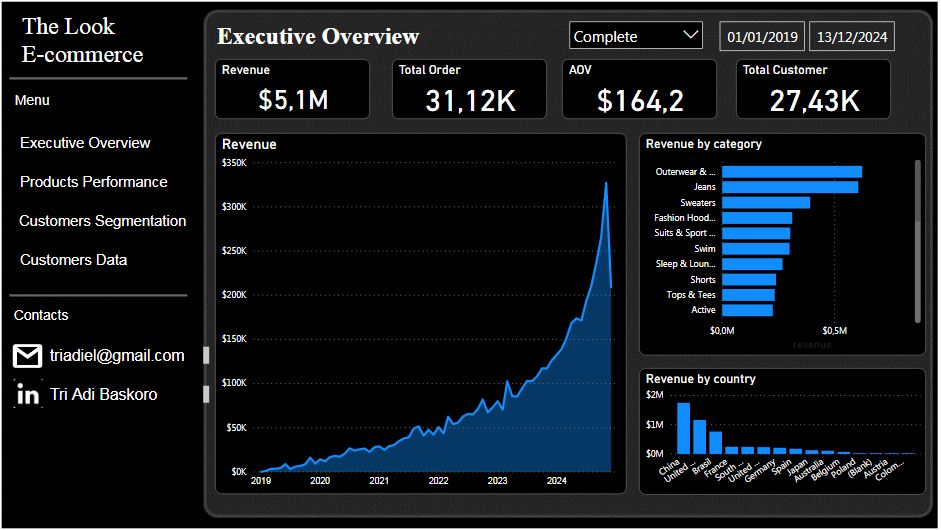 The Look
E-commerce
Menu
Executive Overview
Products Performance
Customers Segmentation
Customers Data
Contacts
triadiel@gmail.com
in Tri Adi Baskoro
Executive Overview
Complete
01/01/2019
13/12/2024
Revenue
$5,1M
Total Order
31,12K
AOV
$164,2
Total Customer
27,43K
Revenue
$350K
$300K
$250K
$200K
$150K
$100K
$50K
$0K
2019 2020 2021 2022 2023 2024
Revenue by category
Outerwear & ...
Jeans
Sweaters
Fashion Hood...
Suits & Sport ...
Swim
Sleep & Loun...
Shorts
Tops & Tees
Active
$0,0M $0,5M
revenue
Revenue by country
$2M
$1M
$0M
China
United ...
Brasil
France
South ...
United ...
Germany
Spain
Japan
Australia
Belgium
Poland
(Blank)
Austria
Colom...